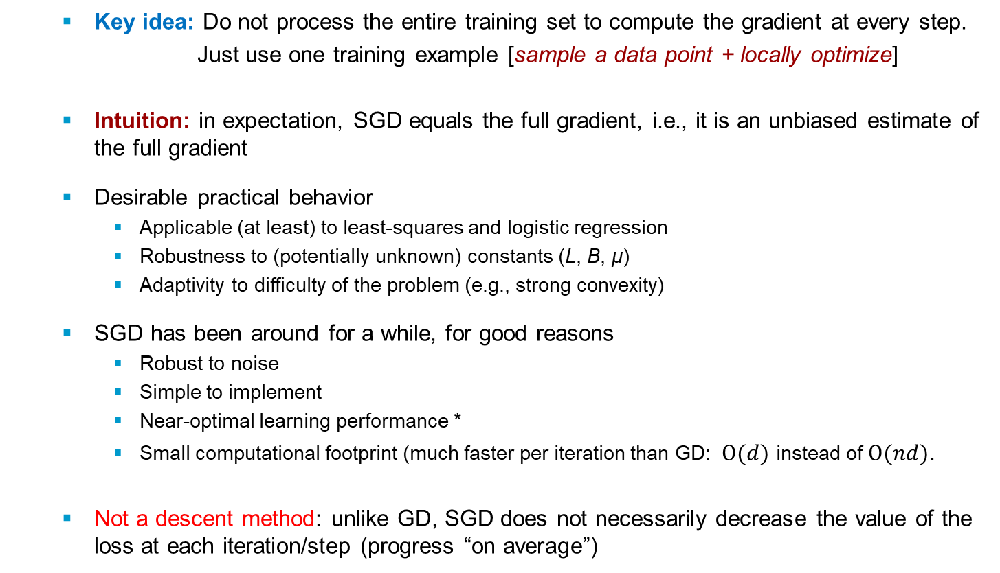 Key idea: Do not process the entire training set to compute the gradient at every step.
Just use one training example [sample a data point + locally optimize]
Intuition: in expectation, SGD equals the full gradient, i.e., it is an unbiased estimate of
the full gradient
Desirable practical behavior
Applicable (at least) to least-squares and logistic regression
Robustness to (potentially unknown) constants (L, B, μ)
Adaptivity to difficulty of the problem (e.g., strong convexity)
SGD has been around for a while, for good reasons
Robust to noise
Simple to implement
Near-optimal learning performance *
Small computational footprint (much faster per iteration than GD: O(d) instead of O(nd).
Not a descent method: unlike GD, SGD does not necessarily decrease the value of the
loss at each iteration/step (progress “on average”)